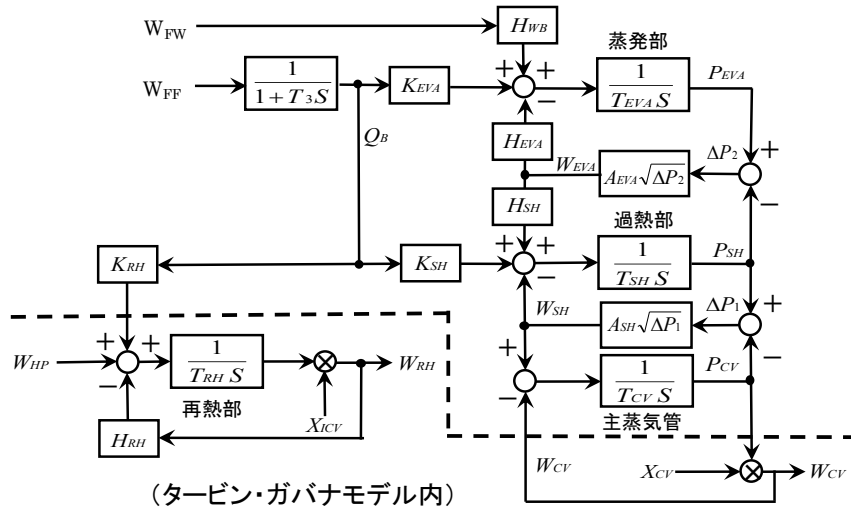 W_FW
H_WB
蒸発部
W_FF
1
1+T_3S
K_EVA
+
+
−
1
T_EVA S
P_EVA
Q_B
H_EVA
W_EVA
A_EVA√ΔP_2
ΔP_2
+
−
H_SH
過熱部
K_RH
K_SH
+
+
−
1
T_SH S
P_SH
W_SH
A_SH√ΔP_1
ΔP_1
+
−
W_HP
+
+
−
1
T_RH S
W_RH
再熱部
X_ICV
H_RH
+
−
1
T_CV S
P_CV
主蒸気管
W_CV
X_CV
W_CV
(タービン・ガバナモデル内)